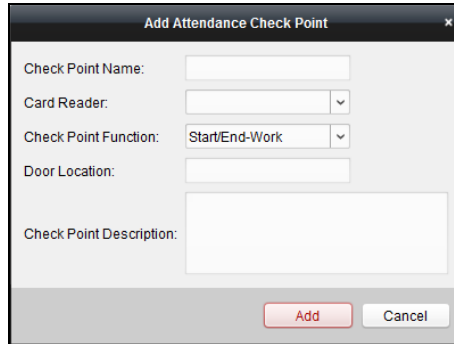 Add Attendance Check Point ×
Check Point Name:
Card Reader:
Check Point Function: Start/End-Work
Door Location:
Check Point Description:
Add Cancel